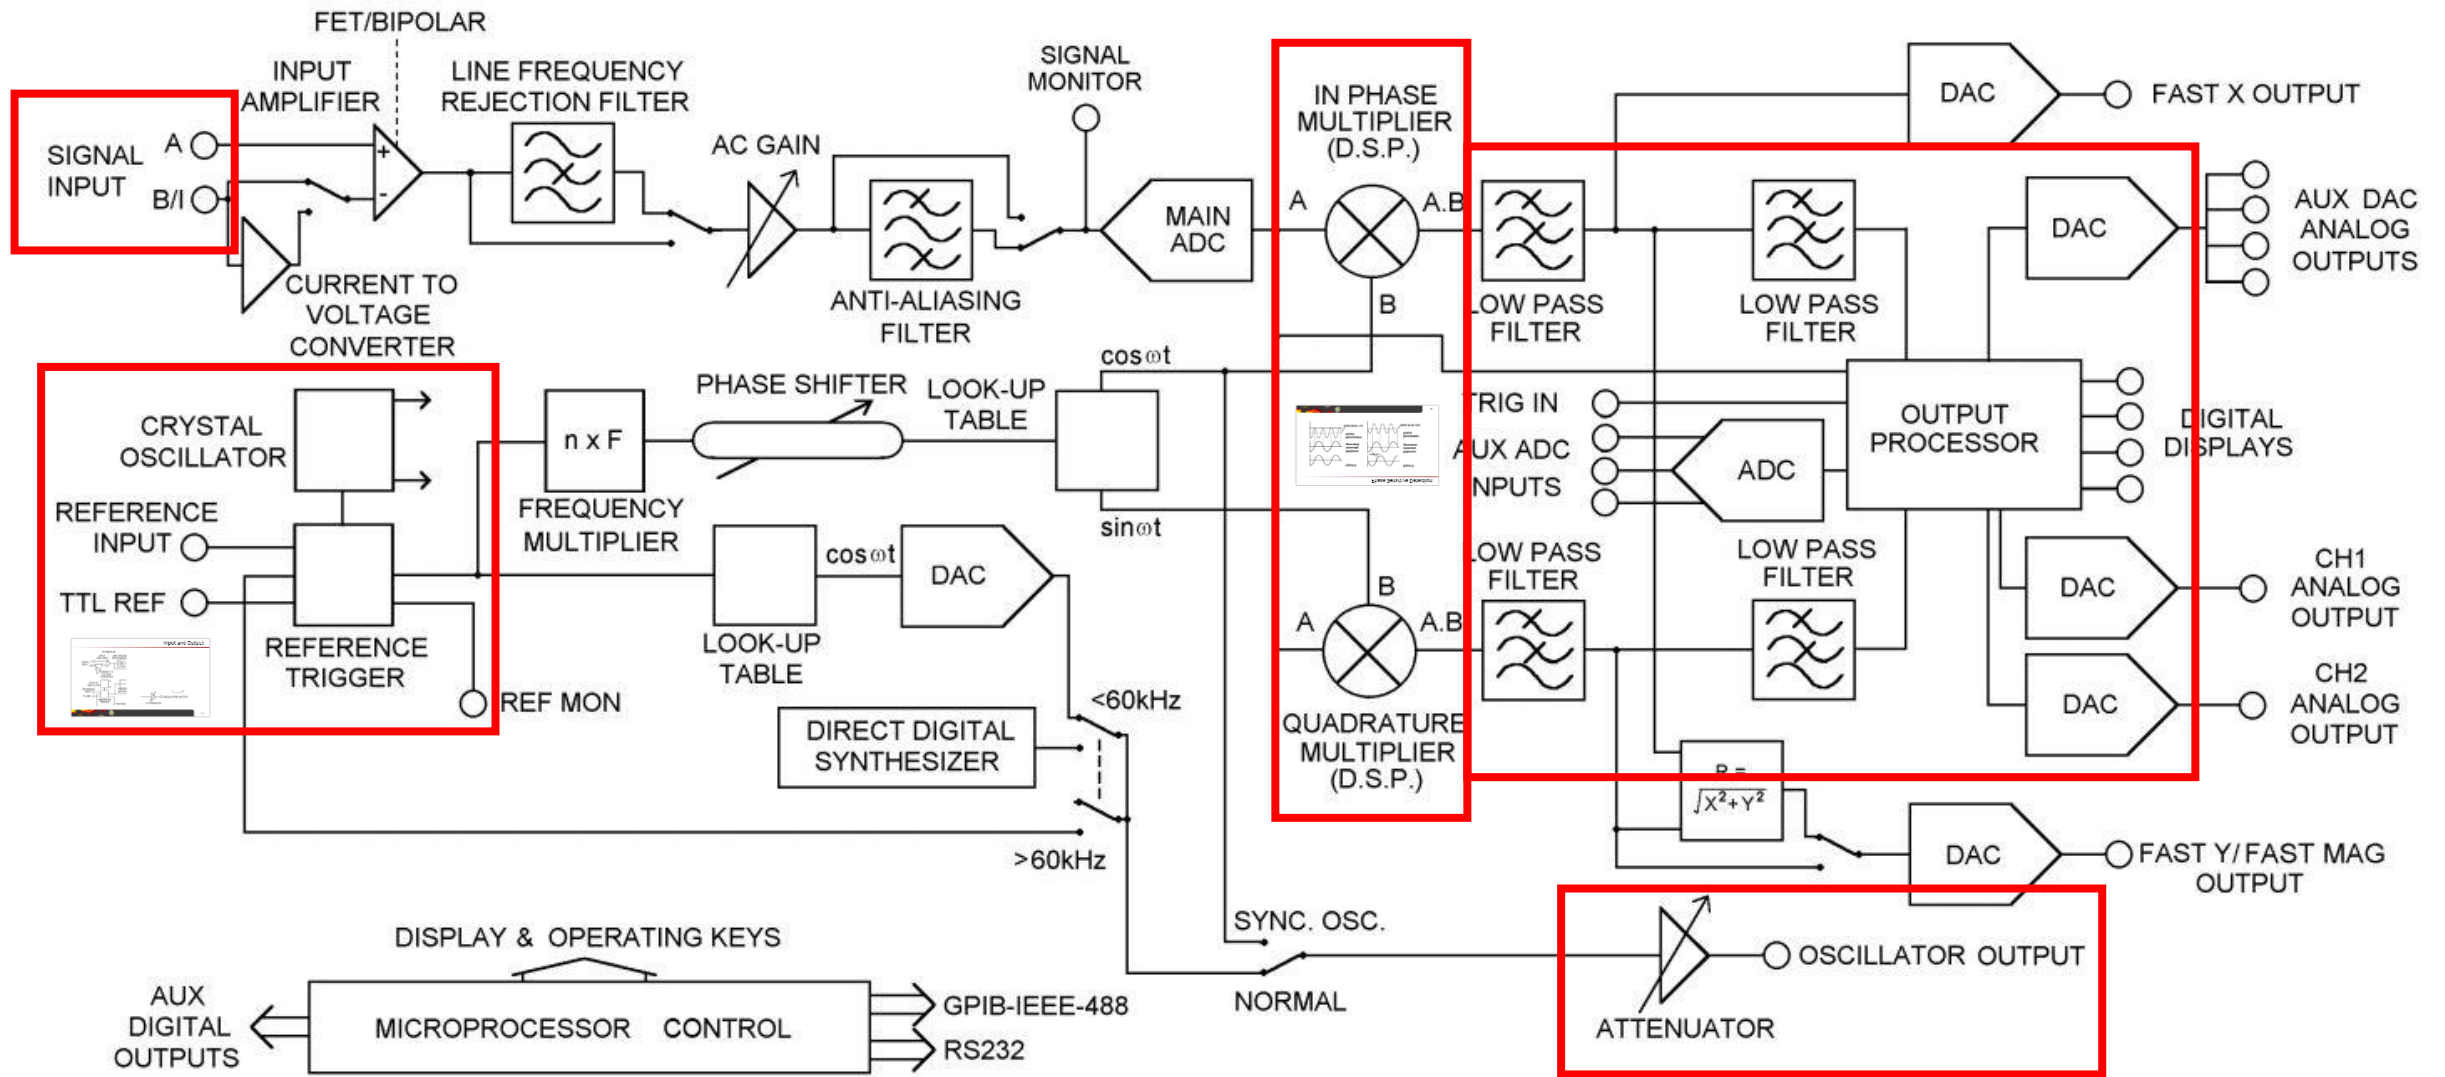 FET/BIPOLAR
INPUT
AMPLIFIER
LINE FREQUENCY
REJECTION FILTER
SIGNAL
MONITOR
SIGNAL
INPUT
A
B/I
+
-
CURRENT TO
VOLTAGE
CONVERTER
AC GAIN
ANTI-ALIASING
FILTER
MAIN
ADC
IN PHASE
MULTIPLIER
(D.S.P.)
A
A.B
B
LOW PASS
FILTER
LOW PASS
FILTER
DAC
FAST X OUTPUT
DAC
AUX DAC
ANALOG
OUTPUTS
CRYSTAL
OSCILLATOR
REFERENCE
INPUT
TTL REF
REFERENCE
TRIGGER
REF MON
Input and Output
n x F
FREQUENCY
MULTIPLIER
PHASE SHIFTER
LOOK-UP
TABLE
cosωt
sinωt
LOOK-UP
TABLE
cosωt
DAC
DIRECT DIGITAL
SYNTHESIZER
<60kHz
>60kHz
Phase Sensitive Detection
TRIG IN
AUX ADC
INPUTS
ADC
OUTPUT
PROCESSOR
DIGITAL
DISPLAYS
A
A.B
B
QUADRATURE
MULTIPLIER
(D.S.P.)
LOW PASS
FILTER
LOW PASS
FILTER
DAC
CH1
ANALOG
OUTPUT
DAC
CH2
ANALOG
OUTPUT
R =
√X²+Y²
DAC
FAST Y/FAST MAG
OUTPUT
SYNC. OSC.
NORMAL
ATTENUATOR
OSCILLATOR OUTPUT
DISPLAY & OPERATING KEYS
AUX
DIGITAL
OUTPUTS
MICROPROCESSOR CONTROL
GPIB-IEEE-488
RS232